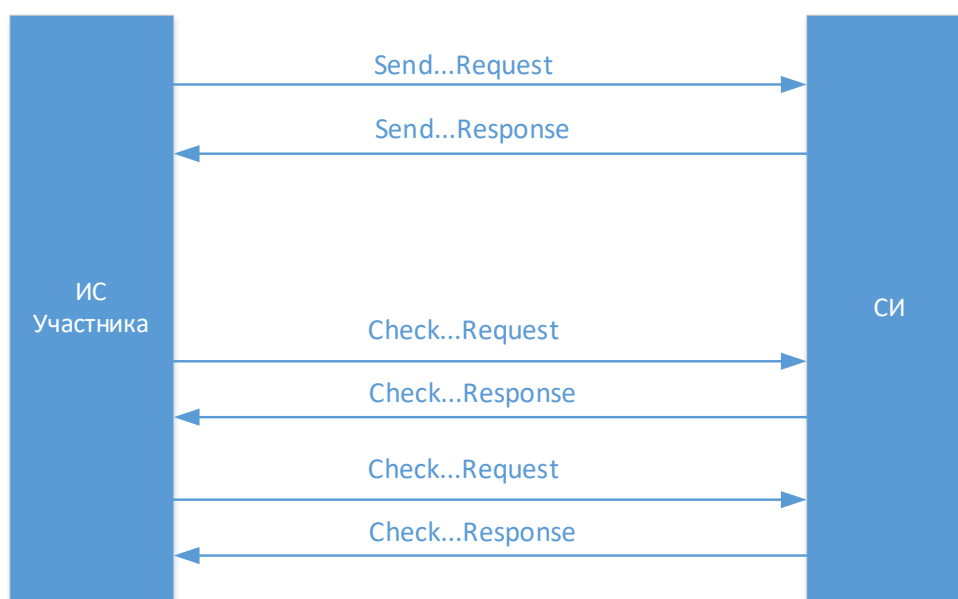 Send...Request
Send...Response
ИС
Участника
СИ
Check...Request
Check...Response
Check...Request
Check...Response